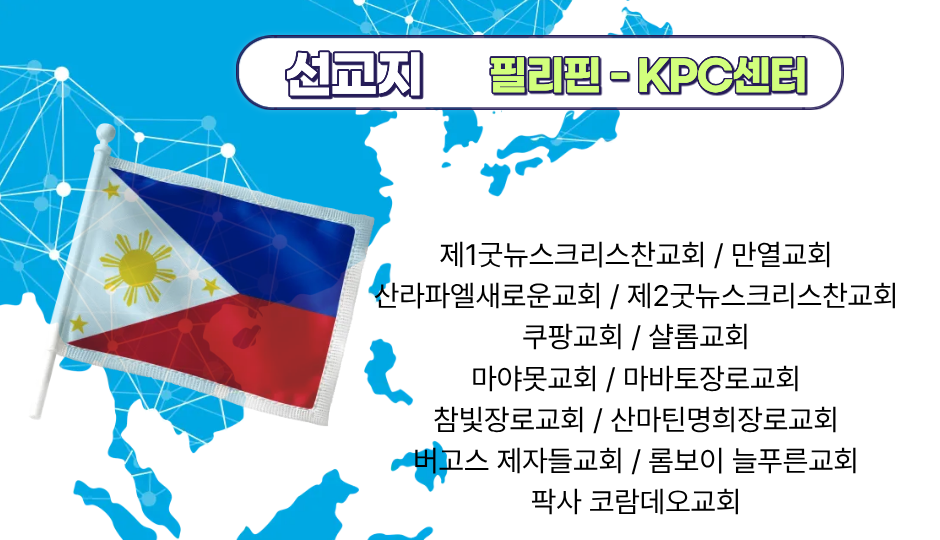 선교지 필리핀 - KPC센터
제1굿뉴스크리스찬교회 / 만열교회
산라파엘새로운교회 / 제2굿뉴스크리스찬교회
쿠팡교회 / 샬롬교회
마야못교회 / 마바토장로교회
참빛장로교회 / 산마틴명희장로교회
버고스 제자들교회 / 롬보이 늘푸른교회
팍사 코람데오교회